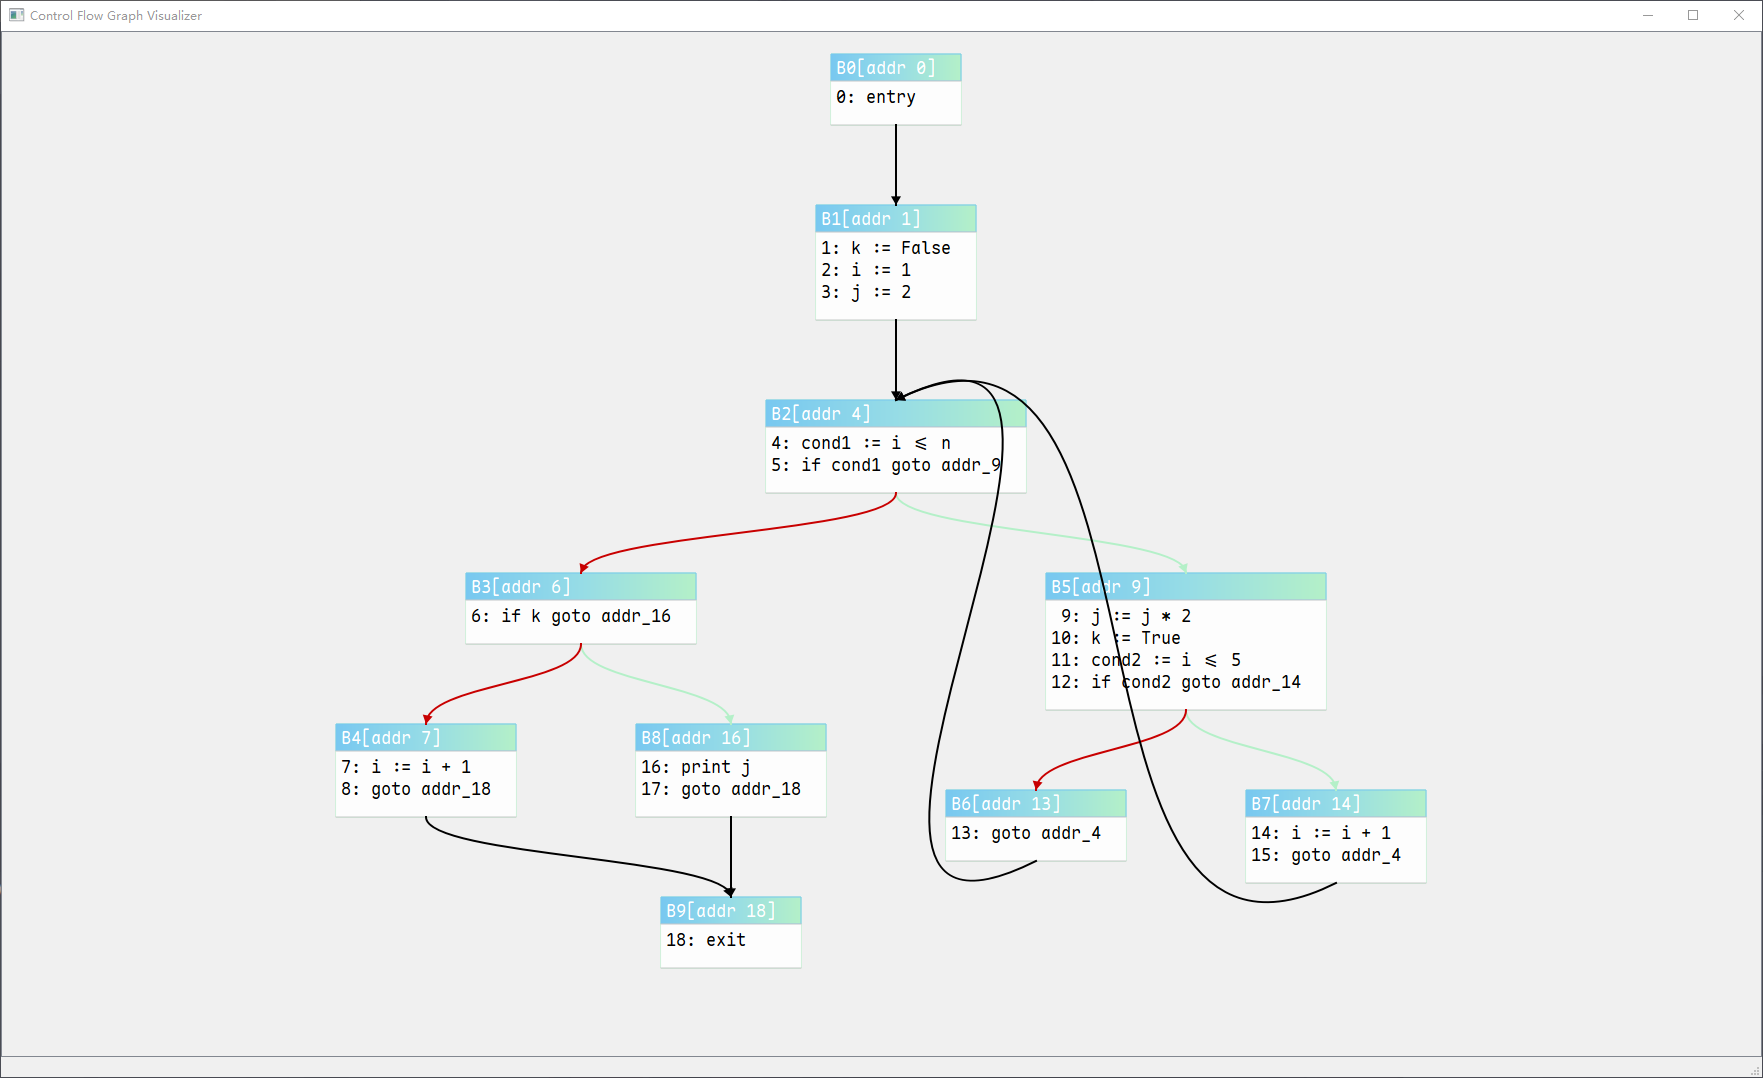 Control Flow Graph Visualizer
B0[addr 0]
0: entry
B1[addr 1]
1: k := False
2: i := 1
3: j := 2
B2[addr 4]
4: cond1 := i ⩽ n
5: if cond1 goto addr_9
B3[addr 6]
6: if k goto addr_16
B5[addr 9]
9: j := j * 2
10: k := True
11: cond2 := i ⩽ 5
12: if cond2 goto addr_14
B4[addr 7]
7: i := i + 1
8: goto addr_18
B8[addr 16]
16: print j
17: goto addr_18
B6[addr 13]
13: goto addr_4
B7[addr 14]
14: i := i + 1
15: goto addr_4
B9[addr 18]
18: exit